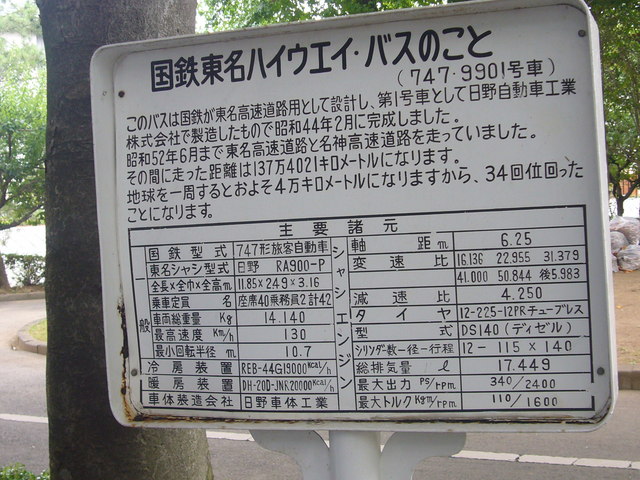 国鉄東名ハイウエイ・バスのこと
(747・9901号車)
このバスは国鉄が東名高速道路用として設計し、第1号車として日野自動車工業
株式会社で製造したもので昭和44年2月に完成しました。
昭和52年6月まで東名高速道路と名神高速道路を走っていました。
その間に走った距離は137万4021キロメートルになります。
地球を一周するとおよそ4万キロメートルになりますから、34回位回った
ことになります。
主要諸元
一般
国鉄型式 747形旅客自動車
東名シャシ型式 日野 RA900-P
全長×全巾×全高m 11.85×2.49×3.16
乗車定員 名 座席40乗務員2計42
車両総重量 Kg 14.140
最高速度 Km/h 130
最小回転半径 m 10.7
冷房装置 REB-44G19000Kcal/h
暖房装置 DH-20D-JNR20000Kcal/h
車体装造会社 日野車体工業
シャシエンジン
軸距 m 6.25
変速比 16.136 22.955 31.379
41.000 50.844 後5.983
減速比 4.250
タイヤ 12-225-12PRチューブレス
型式 DS140(ディゼル)
シリンダ数-径-行程 12-115×140
総排気量 ℓ 17.449
最大出力 PS/rpm 340/2400
最大トルク Kgm/rpm 110/1600